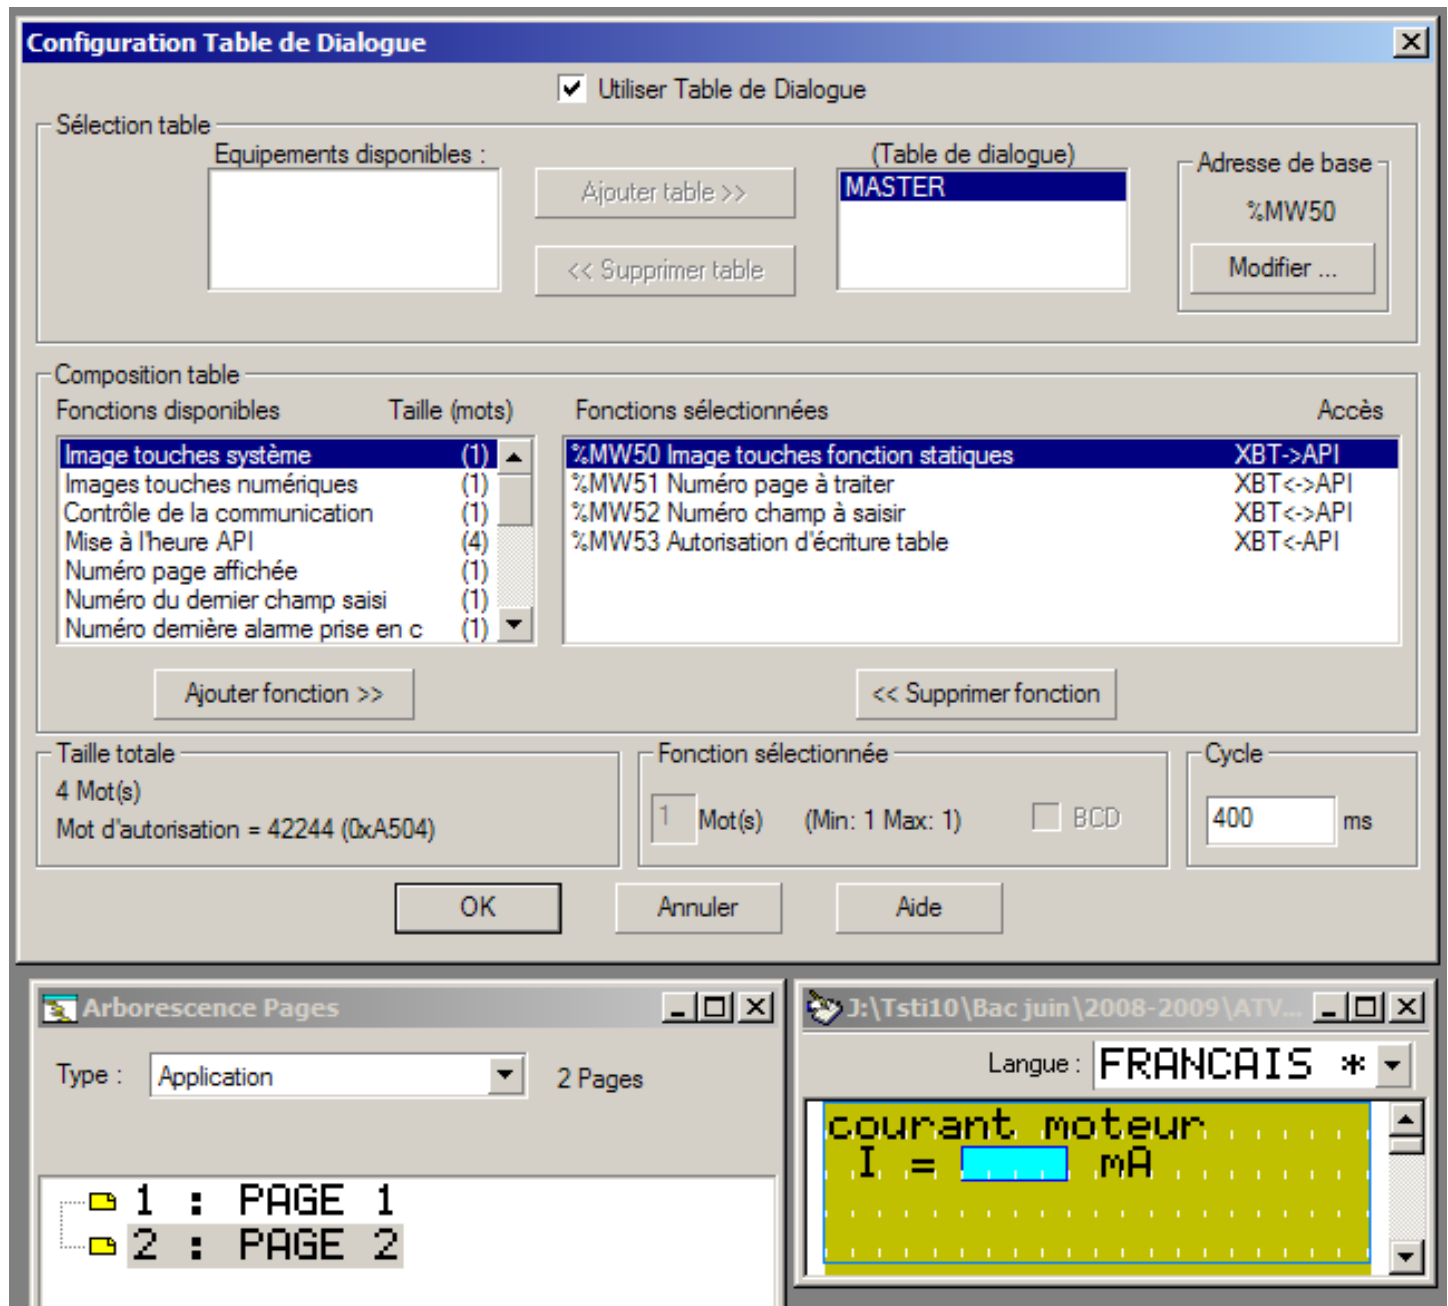 Configuration Table de Dialogue
Utiliser Table de Dialogue
Sélection table
Equipements disponibles :
Ajouter table >>
<< Supprimer table
(Table de dialogue)
MASTER
Adresse de base
%MW50
Modifier ...
Composition table
Fonctions disponibles Taille (mots)
Image touches système (1)
Images touches numériques (1)
Contrôle de la communication (1)
Mise à l'heure API (4)
Numéro page affichée (1)
Numéro du dernier champ saisi (1)
Numéro dernière alarme prise en c (1)
Ajouter fonction >>
Fonctions sélectionnées Accès
%MW50 Image touches fonction statiques XBT->API
%MW51 Numéro page à traiter XBT<->API
%MW52 Numéro champ à saisir XBT<->API
%MW53 Autorisation d'écriture table XBT<-API
<< Supprimer fonction
Taille totale
4 Mot(s)
Mot d'autorisation = 42244 (0xA504)
Fonction sélectionnée
1 Mot(s) (Min: 1 Max: 1) BCD
Cycle
400 ms
OK Annuler Aide
Arborescence Pages
Type : Application 2 Pages
1 : PAGE 1
2 : PAGE 2
J:\Tsti10\Bac juin\2008-2009\ATV...
Langue : FRANCAIS *
courant moteur
I = mA